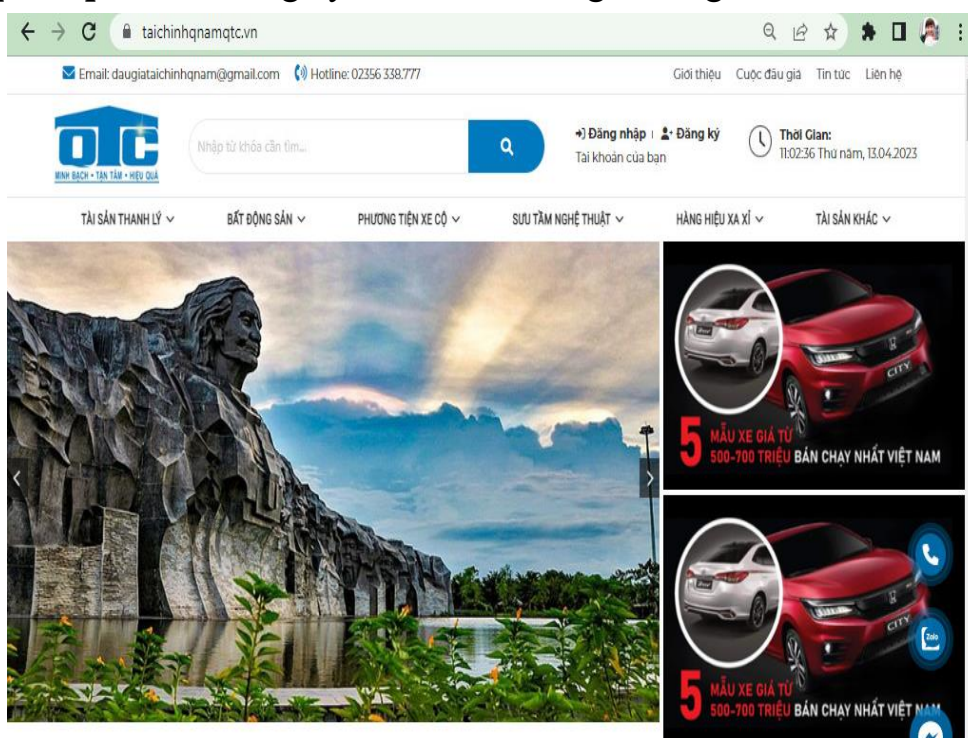 taichinhqnamqtc.vn
Email: daugiataichinhqnam@gmail.com Hotline: 02356 338.777 Giới thiệu Cuộc đấu giá Tin tức Liên hệ
QTC
MINH BẠCH - TẬN TÂM - HIỆU QUẢ
Nhập từ khóa cần tìm...
Đăng nhập Đăng ký
Tài khoản của bạn
Thời Gian:
11:02:36 Thứ năm, 13.04.2023
TÀI SẢN THANH LÝ BẤT ĐỘNG SẢN PHƯƠNG TIỆN XE CỘ SƯU TẦM NGHỆ THUẬT HÀNG HIỆU XA XỈ TÀI SẢN KHÁC
CITY
5 MẪU XE GIÁ TỪ
500-700 TRIỆU BÁN CHẠY NHẤT VIỆT NAM
CITY
Zalo
5 MẪU XE GIÁ TỪ
500-700 TRIỆU BÁN CHẠY NHẤT VIỆT NAM